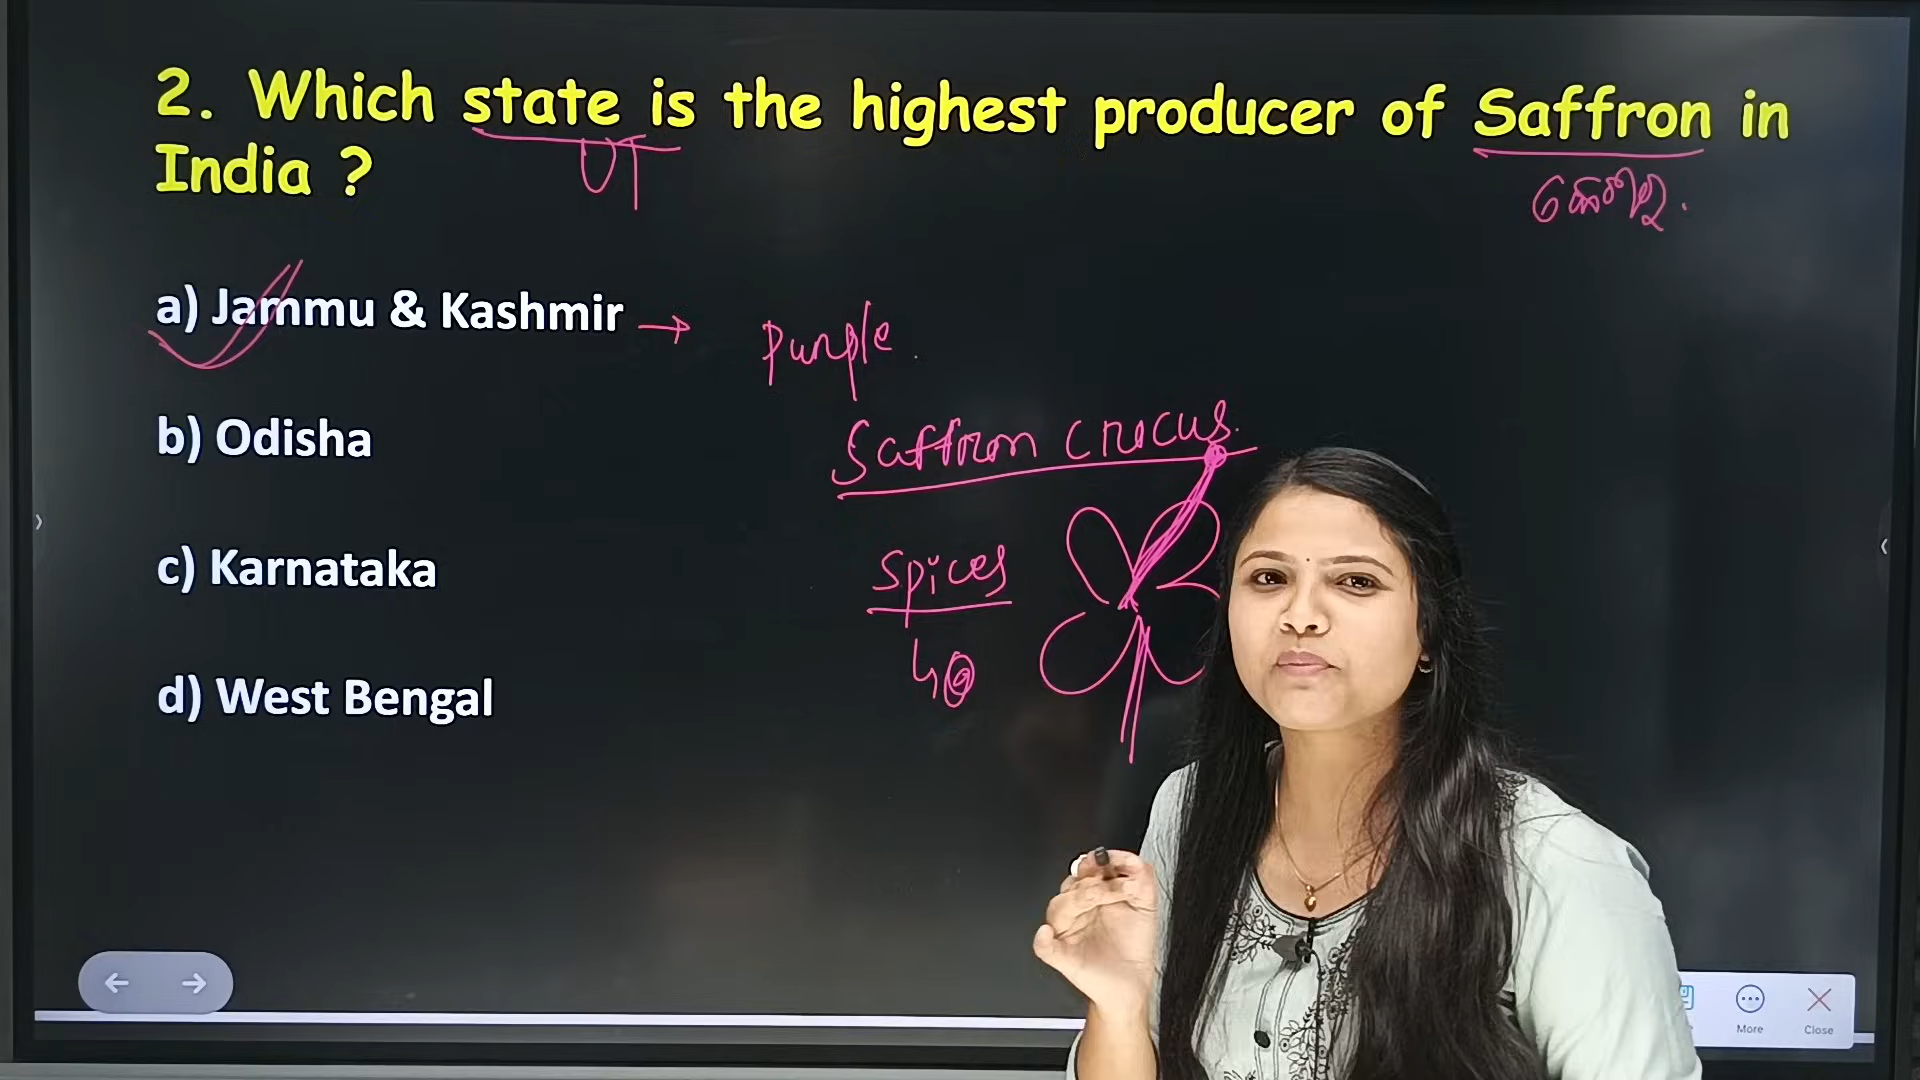 2. Which state is the highest producer of Saffron in
India ?
UT
a) Jammu & Kashmir →
Purple.
b) Odisha
Saffron crocus.
c) Karnataka
Spices
d) West Bengal
More
Close